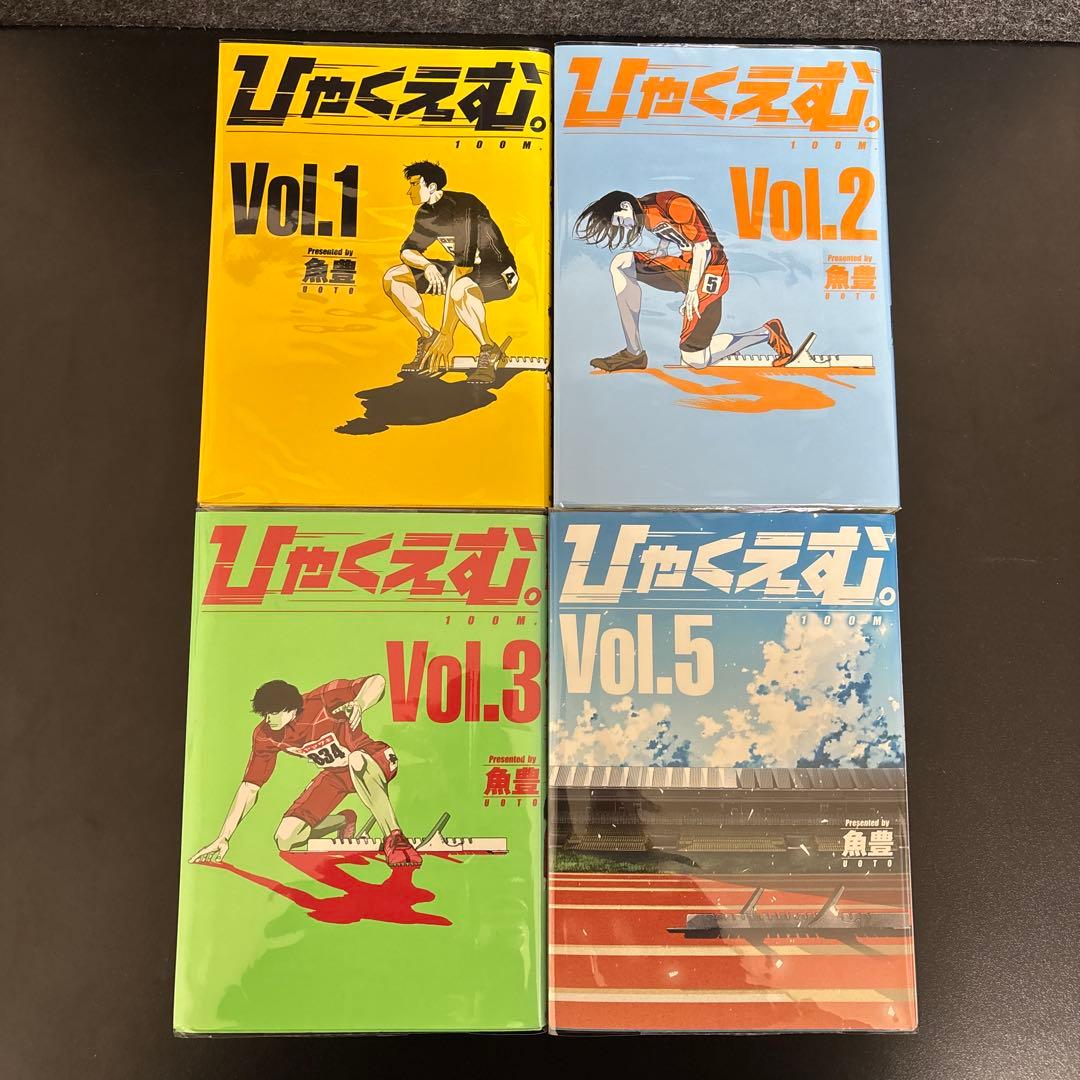 ひゃくえむ。
100M.
Vol.1
Presented by
魚豊
UOTO
4
ひゃくえむ。
100M.
Vol.2
Presented by
魚豊
UOTO
5
ひゃくえむ。
100M.
Vol.3
Presented by
魚豊
UOTO
634
ひゃくえむ。
100M.
Vol.5
Presented by
魚豊
UOTO